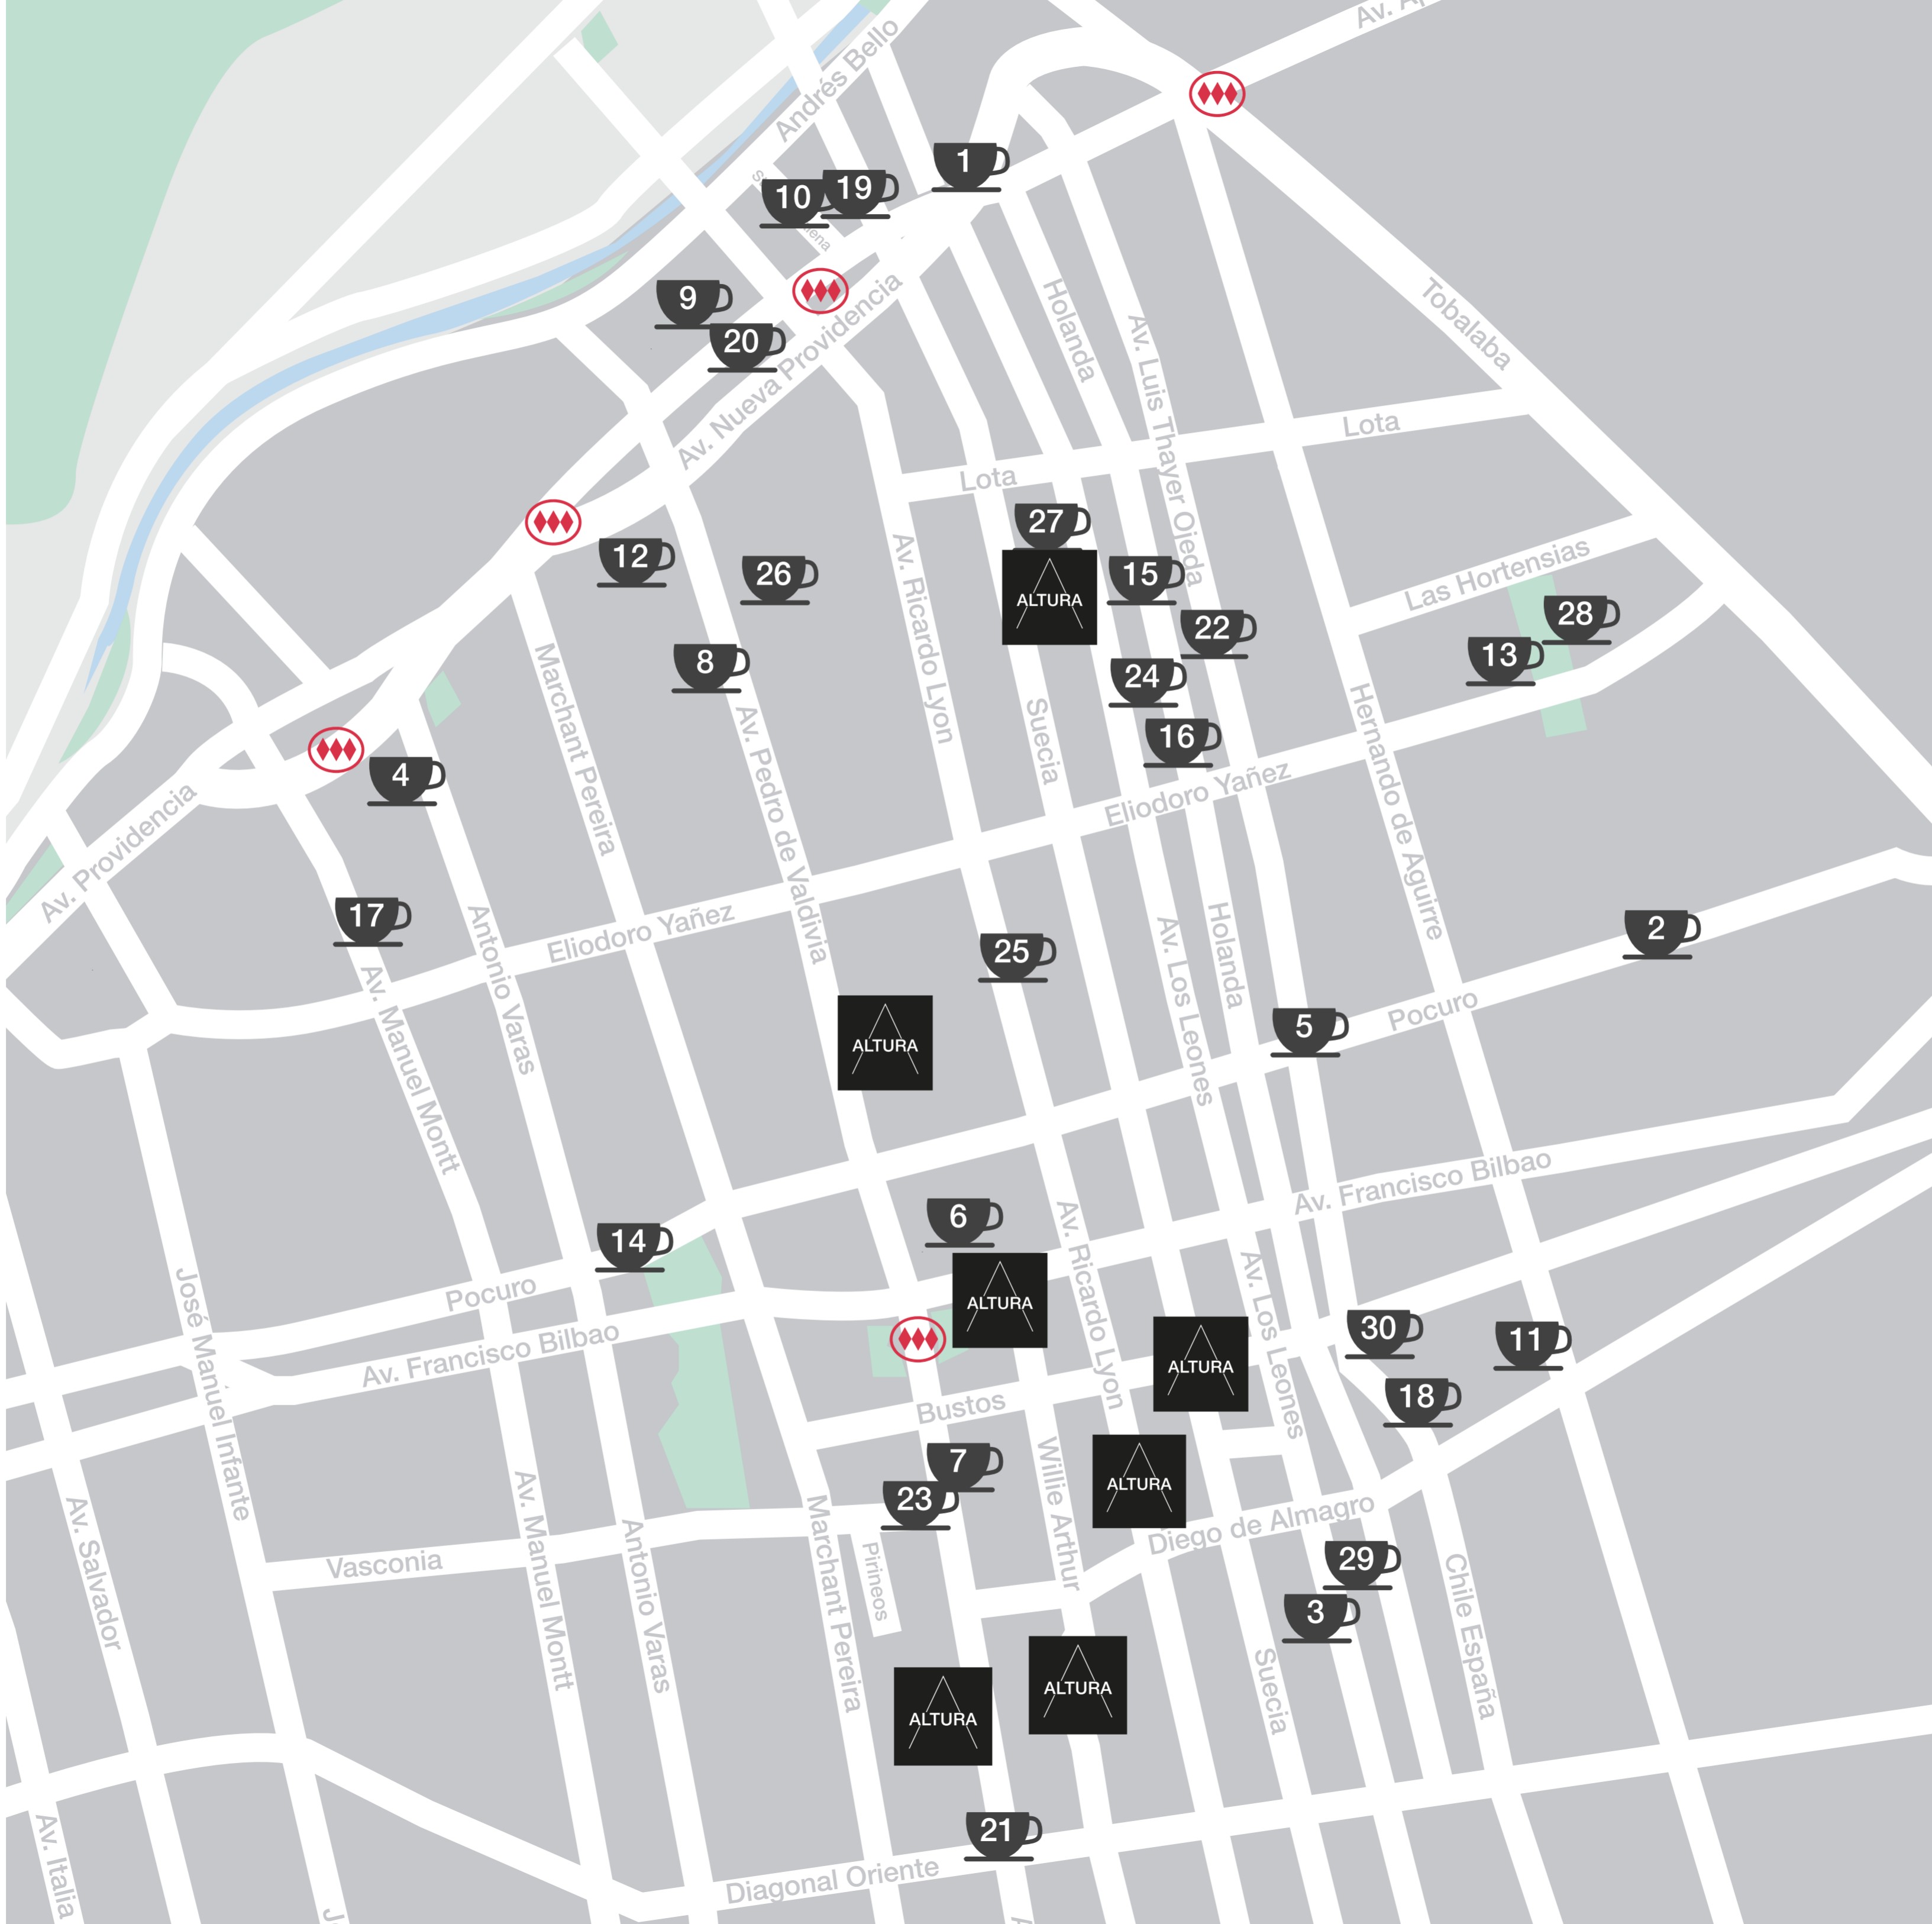 Av. Ap
Andrés Bello
1
10
19
9
20
Av. Nueva Providencia
Holanda
Av. Luis Thayer Ojeda
Tobalaba
Lota
Lota
27
ALTURA
12
26
15
22
24
16
8
Las Hortensias
28
13
Av. Ricardo Lyon
Suecia
Marchant Pereira
Av. Pedro de Valdivia
Eliodoro Yañez
Hernando de Aguirre
4
Av. Providencia
17
Antonio Varas
Eliodoro Yañez
25
Av. Los Leones
Holanda
2
Pocuro
5
Av. Manuel Montt
ALTURA
Av. Francisco Bilbao
6
14
ALTURA
Av. Ricardo Lyon
Av. Los Leones
José Manuel Infante
Pocuro
Av. Francisco Bilbao
ALTURA
30
11
18
Bustos
7
23
Willie Arthur
ALTURA
Diego de Almagro
29
3
Chile España
Av. Salvador
Vasconia
Av. Manuel Montt
Antonio Varas
Marchant Pereira
Pirineos
Suecia
ALTURA
ALTURA
21
Diagonal Oriente
Av. Italia